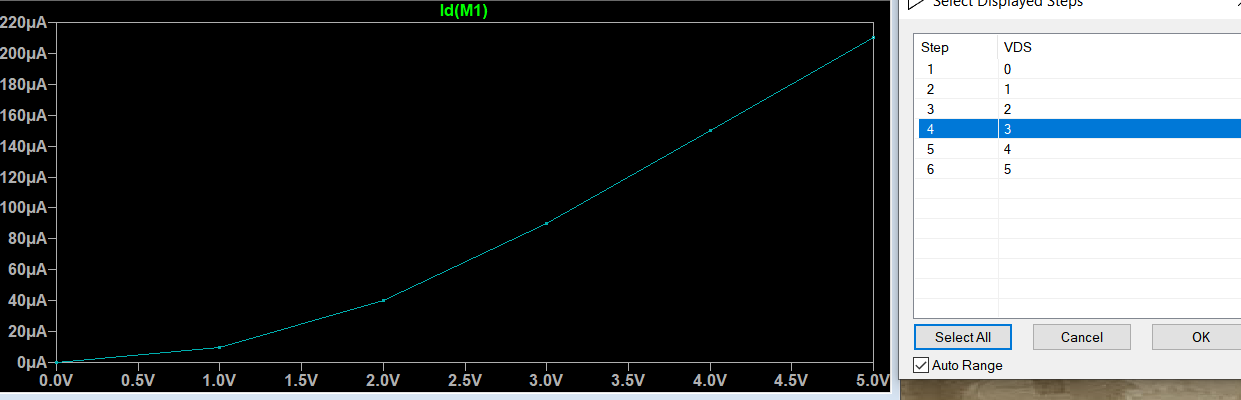 Id(M1)
220µA
200µA
180µA
160µA
140µA
120µA
100µA
80µA
60µA
40µA
20µA
0µA
0.0V 0.5V 1.0V 1.5V 2.0V 2.5V 3.0V 3.5V 4.0V 4.5V 5.0V
Select Displayed Steps
Step VDS
1 0
2 1
3 2
4 3
5 4
6 5
Select All Cancel OK
Auto Range